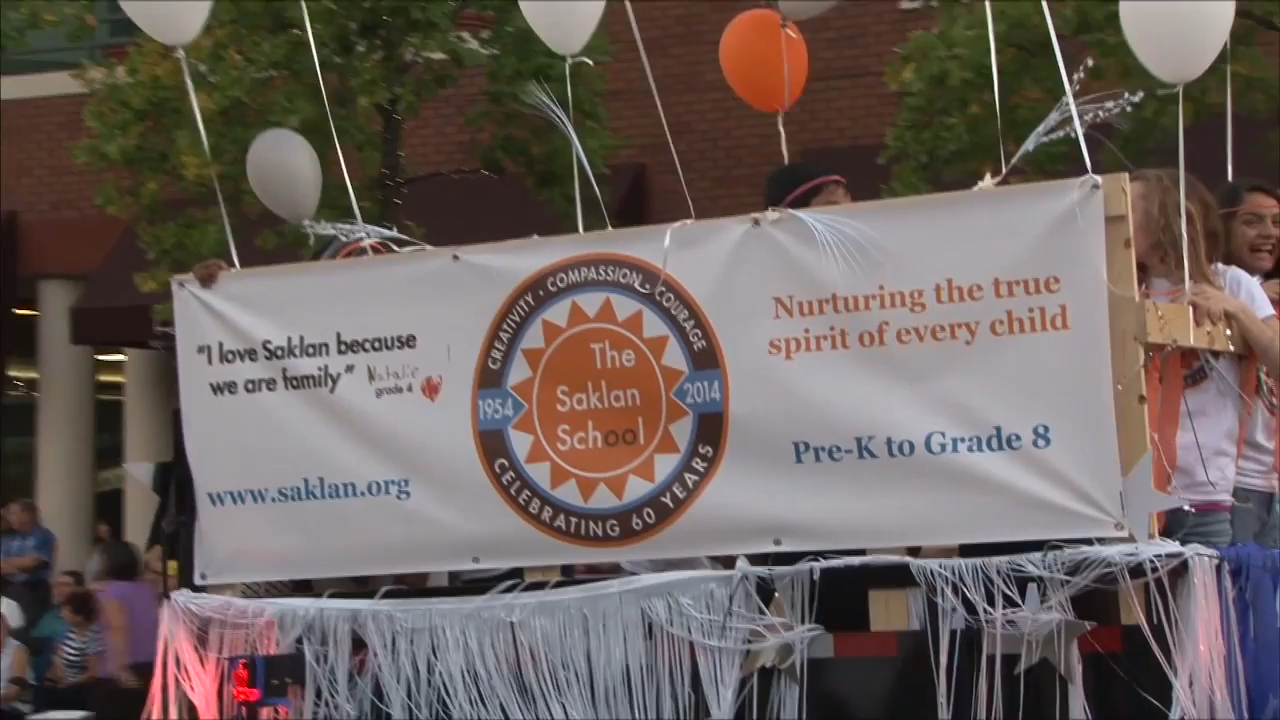 "I love Saklan because
we are family" Natalie
grade 4
www.saklan.org
CREATIVITY · COMPASSION · COURAGE
The
Saklan
School
1954
2014
CELEBRATING 60 YEARS
Nurturing the true
spirit of every child
Pre-K to Grade 8